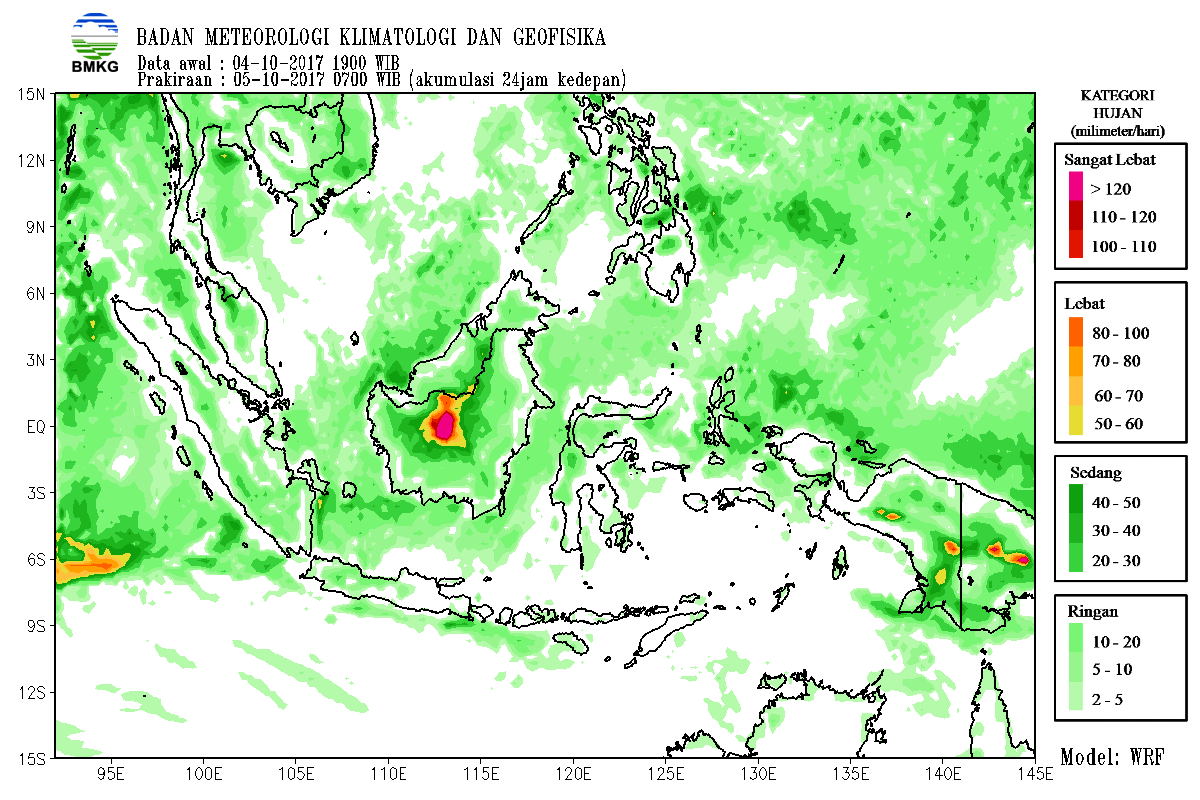 BMKG
BADAN METEOROLOGI KLIMATOLOGI DAN GEOFISIKA
Data awal : 04-10-2017 1900 WIB
Prakiraan : 05-10-2017 0700 WIB (akumulasi 24jam kedepan)
15N
12N
9N
6N
3N
EQ
3S
6S
9S
12S
15S
95E
100E
105E
110E
115E
120E
125E
130E
135E
140E
145E
KATEGORI
HUJAN
(milimeter/hari)
Sangat Lebat
> 120
110 - 120
100 - 110
Lebat
80 - 100
70 - 80
60 - 70
50 - 60
Sedang
40 - 50
30 - 40
20 - 30
Ringan
10 - 20
5 - 10
2 - 5
Model: WRF